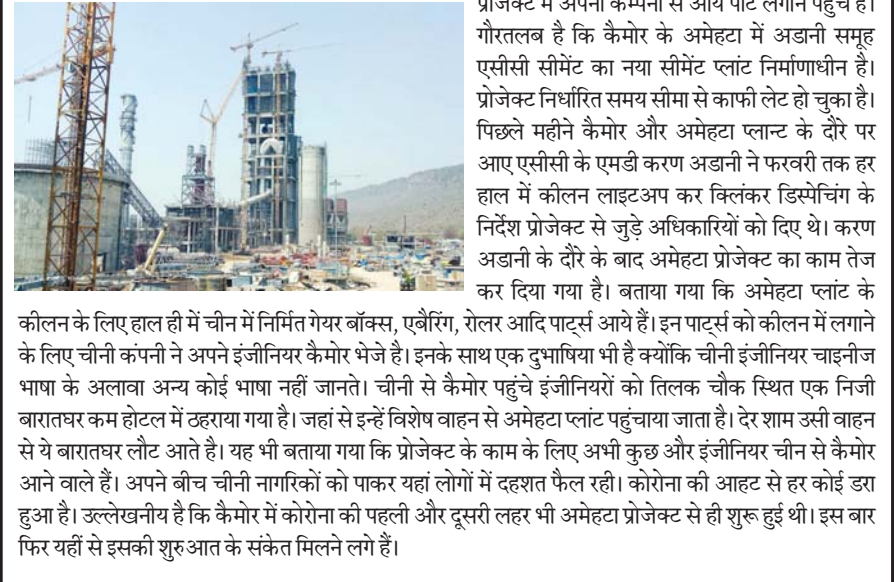 प्रोजेक्ट में अपनी कम्पनी से आये पार्ट लगाने पहुंचे हैं।
गौरतलब है कि कैमोर के अमेहटा में अडानी समूह
एसीसी सीमेंट का नया सीमेंट प्लांट निर्माणाधीन है।
प्रोजेक्ट निर्धारित समय सीमा से काफी लेट हो चुका है।
पिछले महीने कैमोर और अमेहटा प्लान्ट के दौरे पर
आए एसीसी के एमडी करण अडानी ने फरवरी तक हर
हाल में कीलन लाइटअप कर क्लिंकर डिस्पेचिंग के
निर्देश प्रोजेक्ट से जुड़े अधिकारियों को दिए थे। करण
अडानी के दौरे के बाद अमेहटा प्रोजेक्ट का काम तेज
कर दिया गया है। बताया गया कि अमेहटा प्लांट के
कीलन के लिए हाल ही में चीन में निर्मित गेयर बॉक्स, एबैरिंग, रोलर आदि पार्ट्स आये हैं। इन पार्ट्स को कीलन में लगाने
के लिए चीनी कंपनी ने अपने इंजीनियर कैमोर भेजे है। इनके साथ एक दुभाषिया भी है क्योंकि चीनी इंजीनियर चाइनीज
भाषा के अलावा अन्य कोई भाषा नहीं जानते। चीनी से कैमोर पहुंचे इंजीनियरों को तिलक चौक स्थित एक निजी
बारातघर कम होटल में ठहराया गया है। जहां से इन्हें विशेष वाहन से अमेहटा प्लांट पहुंचाया जाता है। देर शाम उसी वाहन
से ये बारातघर लौट आते है। यह भी बताया गया कि प्रोजेक्ट के काम के लिए अभी कुछ और इंजीनियर चीन से कैमोर
आने वाले हैं। अपने बीच चीनी नागरिकों को पाकर यहां लोगों में दहशत फैल रही। कोरोना की आहट से हर कोई डरा
हुआ है। उल्लेखनीय है कि कैमोर में कोरोना की पहली और दूसरी लहर भी अमेहटा प्रोजेक्ट से ही शुरू हुई थी। इस बार
फिर यहीं से इसकी शुरुआत के संकेत मिलने लगे हैं।